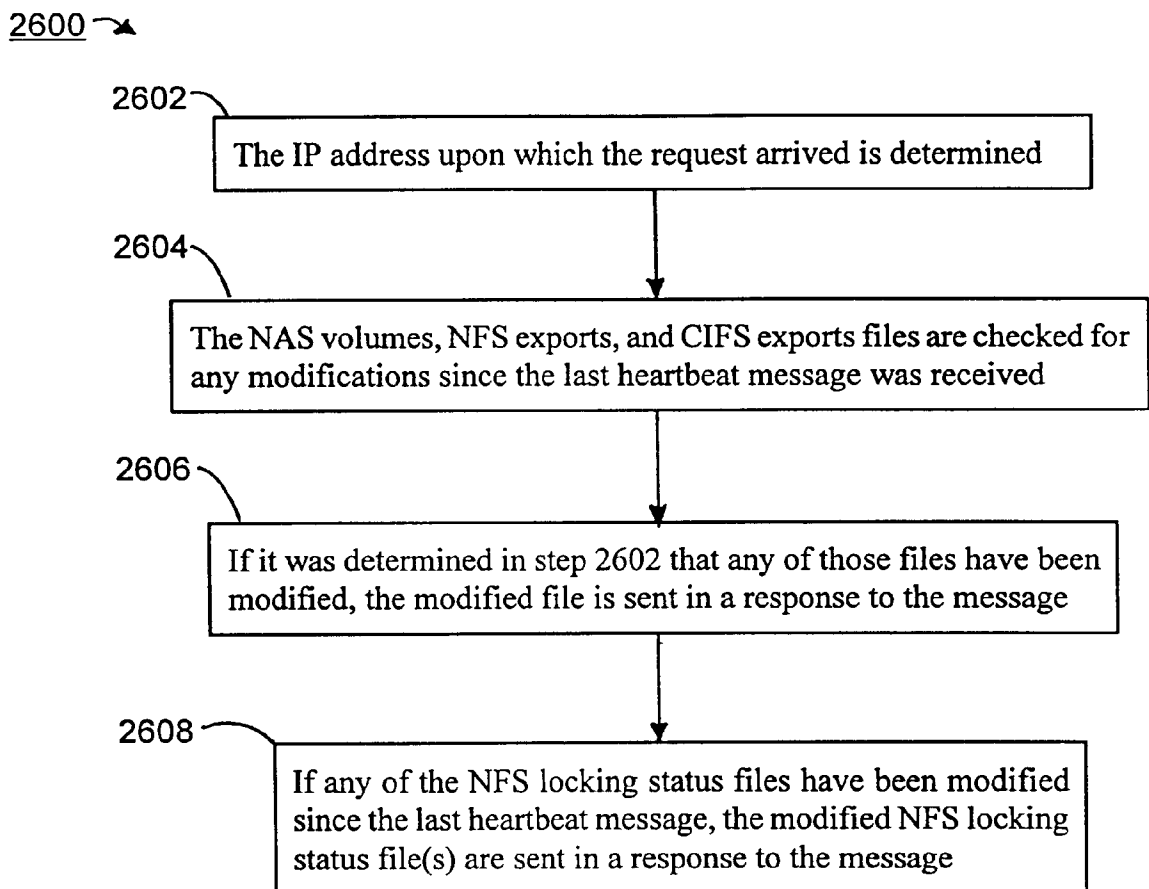 2600
2602
The IP address upon which the request arrived is determined
2604
The NAS volumes, NFS exports, and CIFS exports files are checked for
any modifications since the last heartbeat message was received
2606
If it was determined in step 2602 that any of those files have been
modified, the modified file is sent in a response to the message
2608
If any of the NFS locking status files have been modified
since the last heartbeat message, the modified NFS locking
status file(s) are sent in a response to the message